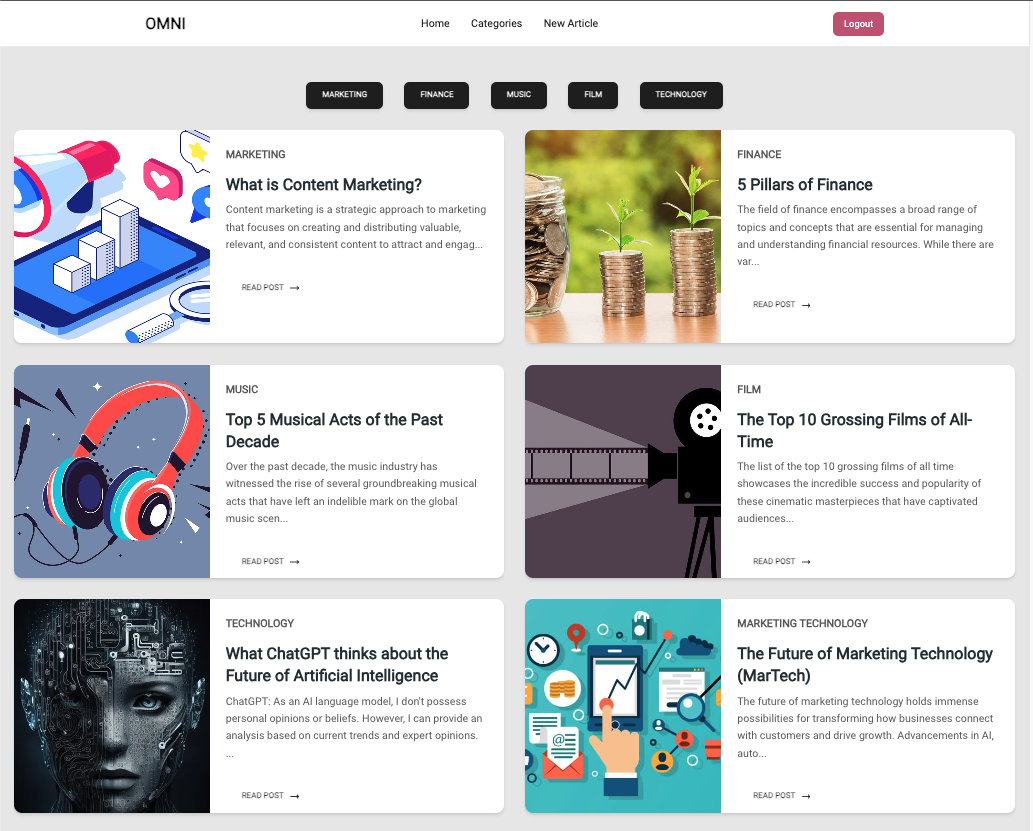 OMNI
Home Categories New Article
Logout
MARKETING FINANCE MUSIC FILM TECHNOLOGY
MARKETING
What is Content Marketing?
Content marketing is a strategic approach to marketing
that focuses on creating and distributing valuable,
relevant, and consistent content to attract and engag...
READ POST →
FINANCE
5 Pillars of Finance
The field of finance encompasses a broad range of
topics and concepts that are essential for managing
and understanding financial resources. While there are
var...
READ POST →
MUSIC
Top 5 Musical Acts of the Past
Decade
Over the past decade, the music industry has
witnessed the rise of several groundbreaking musical
acts that have left an indelible mark on the global
music scen...
READ POST →
FILM
The Top 10 Grossing Films of All-
Time
The list of the top 10 grossing films of all time
showcases the incredible success and popularity of
these cinematic masterpieces that have captivated
audiences...
READ POST →
TECHNOLOGY
What ChatGPT thinks about the
Future of Artificial Intelligence
ChatGPT: As an AI language model, I don't possess
personal opinions or beliefs. However, I can provide an
analysis based on current trends and expert opinions.
...
READ POST →
MARKETING TECHNOLOGY
The Future of Marketing Technology
(MarTech)
The future of marketing technology holds immense
possibilities for transforming how businesses connect
with customers and drive growth. Advancements in AI,
auto...
READ POST →
@